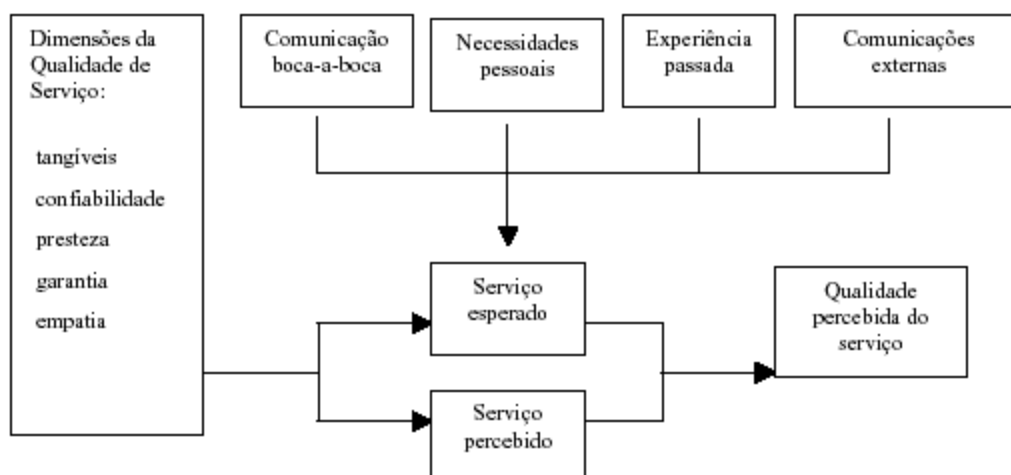 Dimensões da
Qualidade de
Serviço:
tangíveis
confiabilidade
presteza
garantia
empatia
Comunicação
boca-a-boca
Necessidades
pessoais
Experiência
passada
Comunicações
externas
Serviço
esperado
Serviço
percebido
Qualidade
percebida do
serviço